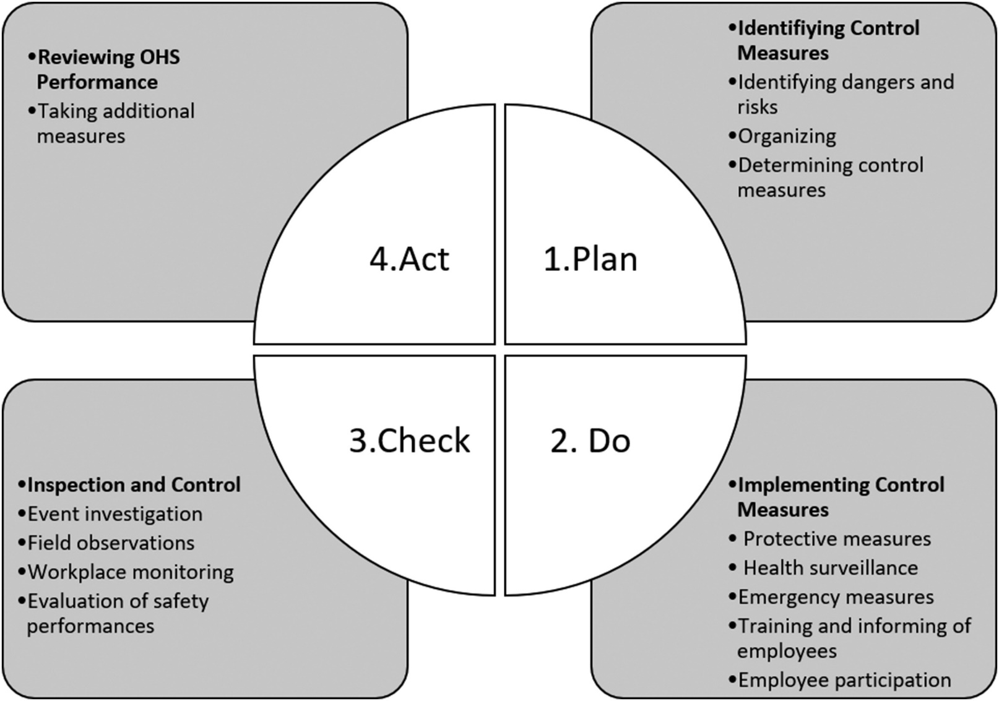 •Reviewing OHS
Performance
•Taking additional
measures
•Identifiying Control
Measures
•Identifying dangers and
risks
•Organizing
•Determining control
measures
4.Act
1.Plan
3.Check
2. Do
•Inspection and Control
•Event investigation
•Field observations
•Workplace monitoring
•Evaluation of safety
performances
•Implementing Control
Measures
• Protective measures
• Health surveillance
•Emergency measures
•Training and informing of
employees
•Employee participation